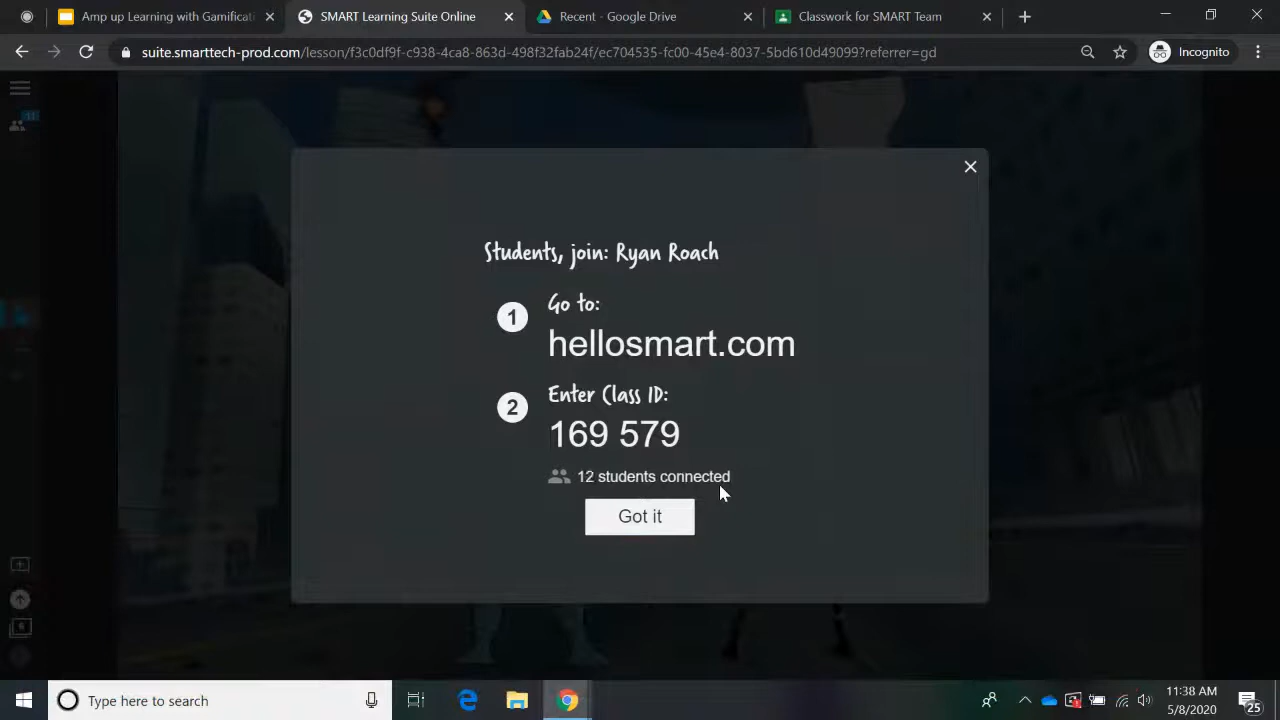 Amp up Learning with Gamificati
SMART Learning Suite Online
Recent - Google Drive
Classwork for SMART Team
suite.smarttech-prod.com/lesson/f3c0df9f-c938-4ca8-863d-498f32fab24f/ec704535-fc00-45e4-8037-5bd610d49099?referrer=gd
Incognito
11
Students, join: Ryan Roach
1
Go to:
hellosmart.com
2
Enter Class ID:
169 579
12 students connected
Got it
6
Type here to search
11:38 AM
5/8/2020
25